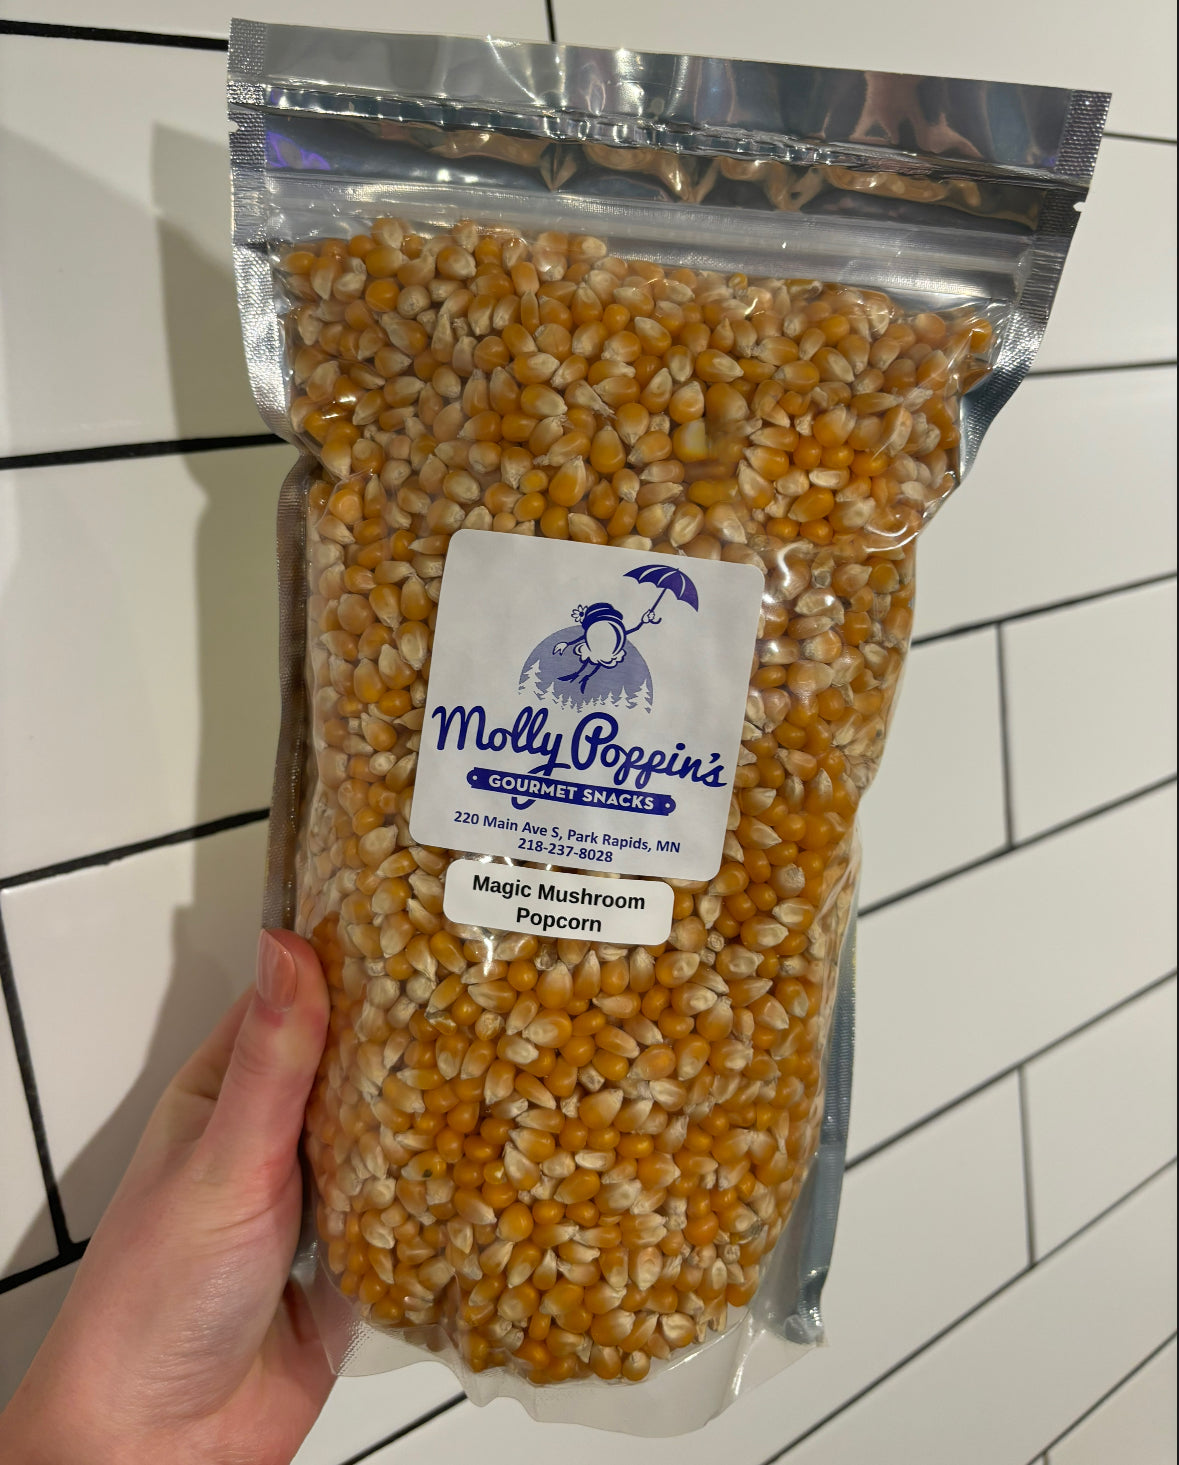 Molly Poppin's
GOURMET SNACKS
220 Main Ave S, Park Rapids, MN
218-237-8028
Magic Mushroom
Popcorn